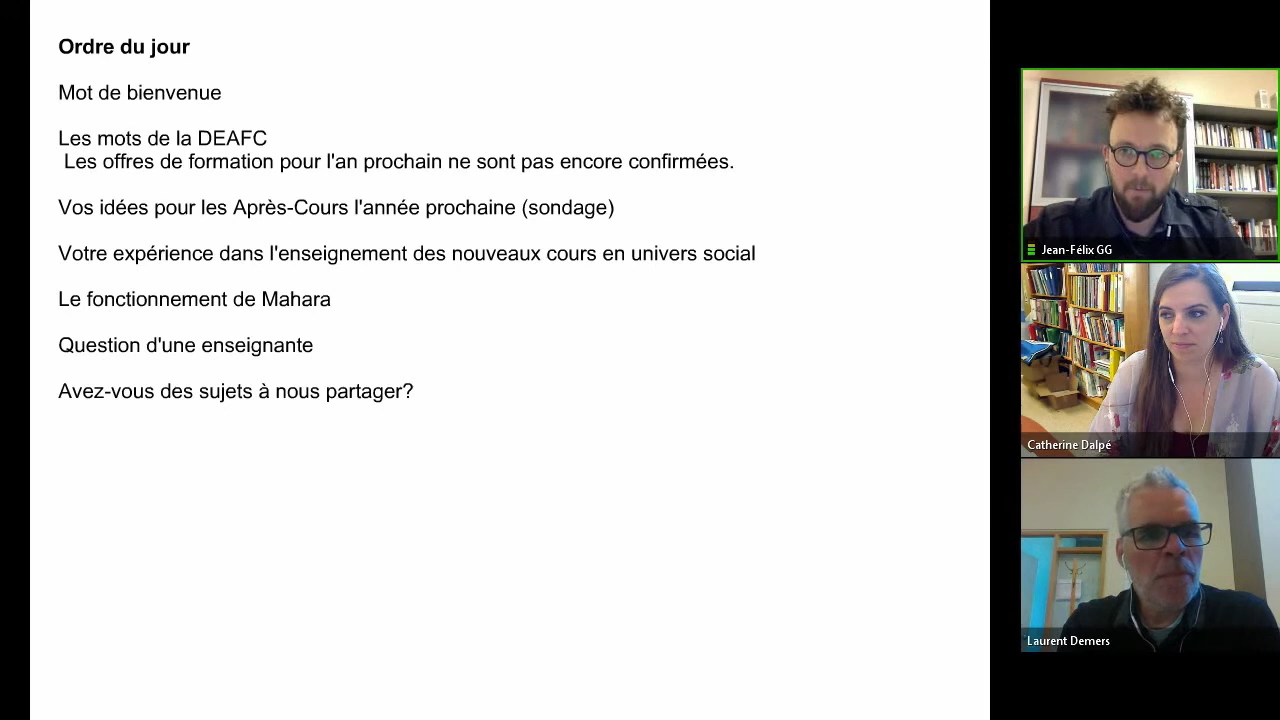 Ordre du jour
Mot de bienvenue
Les mots de la DEAFC
Les offres de formation pour l'an prochain ne sont pas encore confirmées.
Vos idées pour les Après-Cours l'année prochaine (sondage)
Votre expérience dans l'enseignement des nouveaux cours en univers social
Le fonctionnement de Mahara
Question d'une enseignante
Avez-vous des sujets à nous partager?
Jean-Félix GG
Catherine Dalpé
Laurent Demers